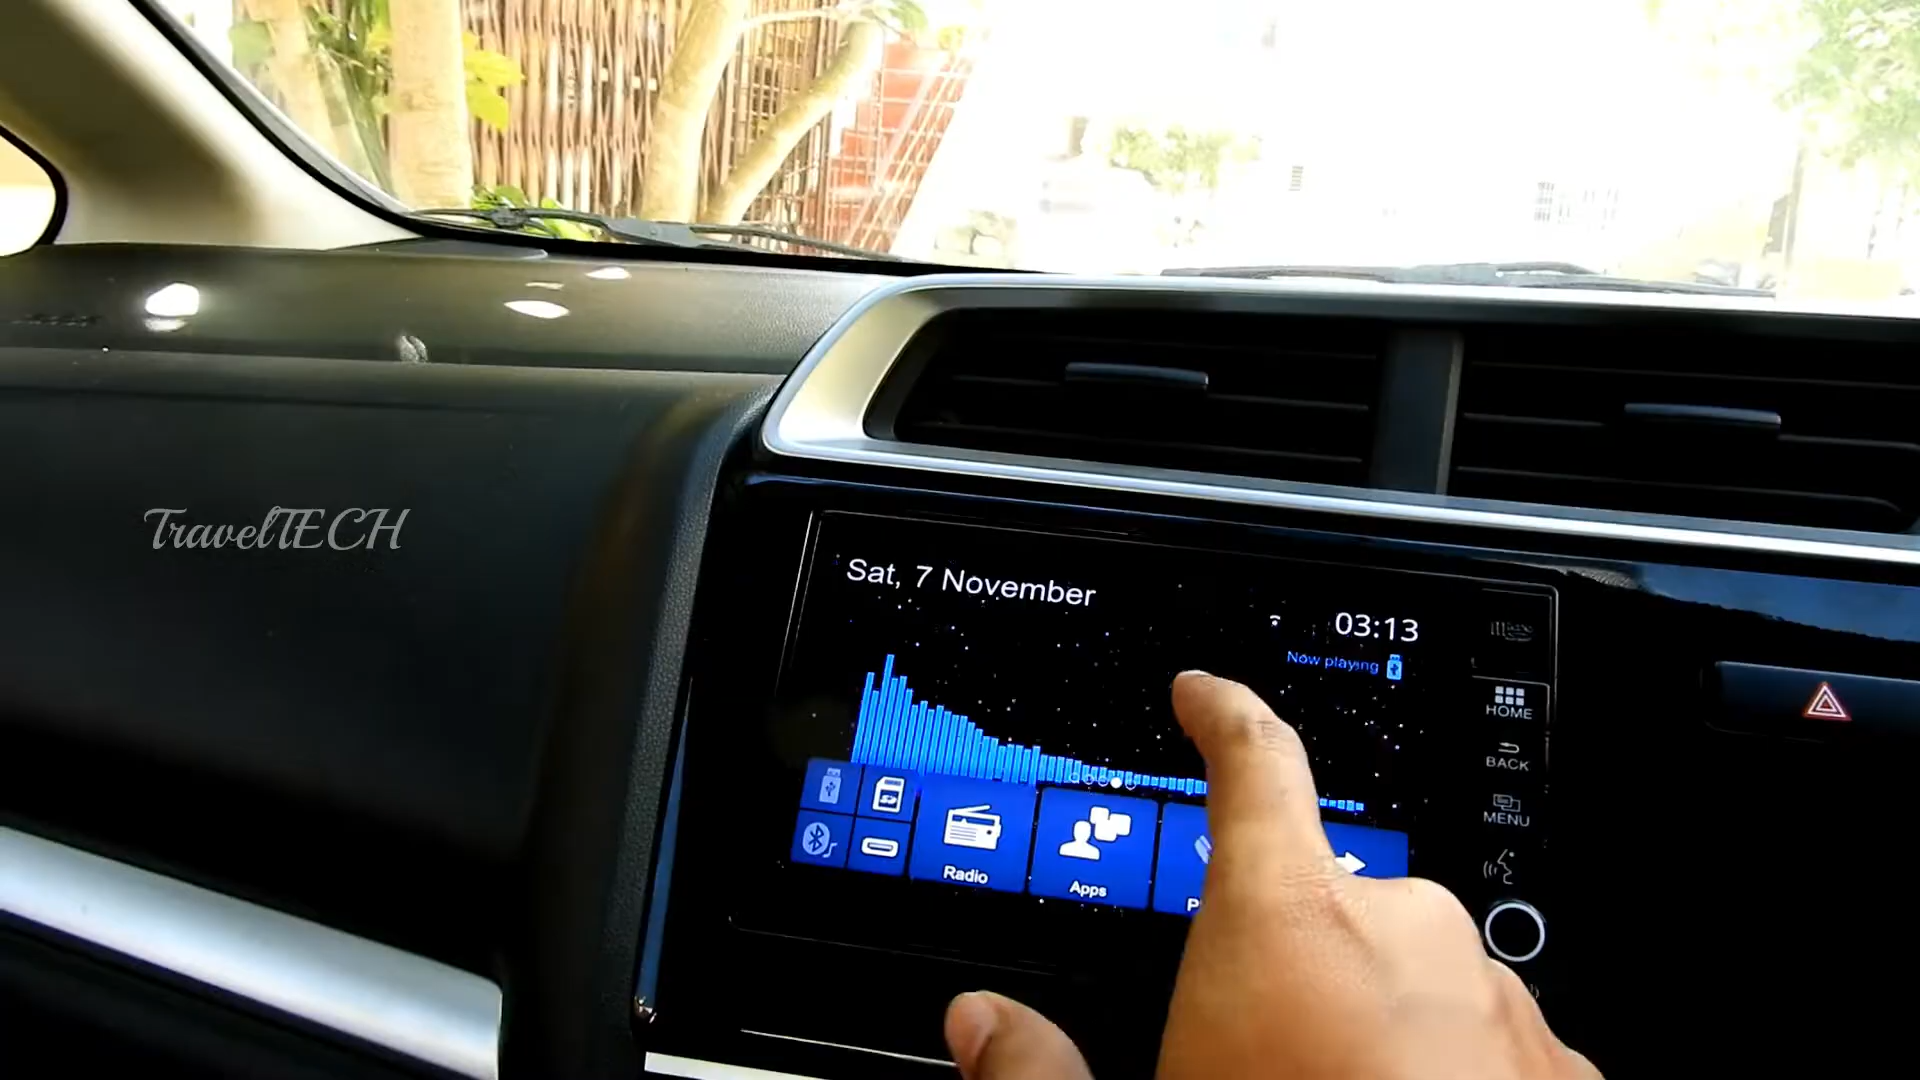 TravelTECH
Sat, 7 November
03:13
Now playing
HOME
BACK
MENU
Radio
Apps